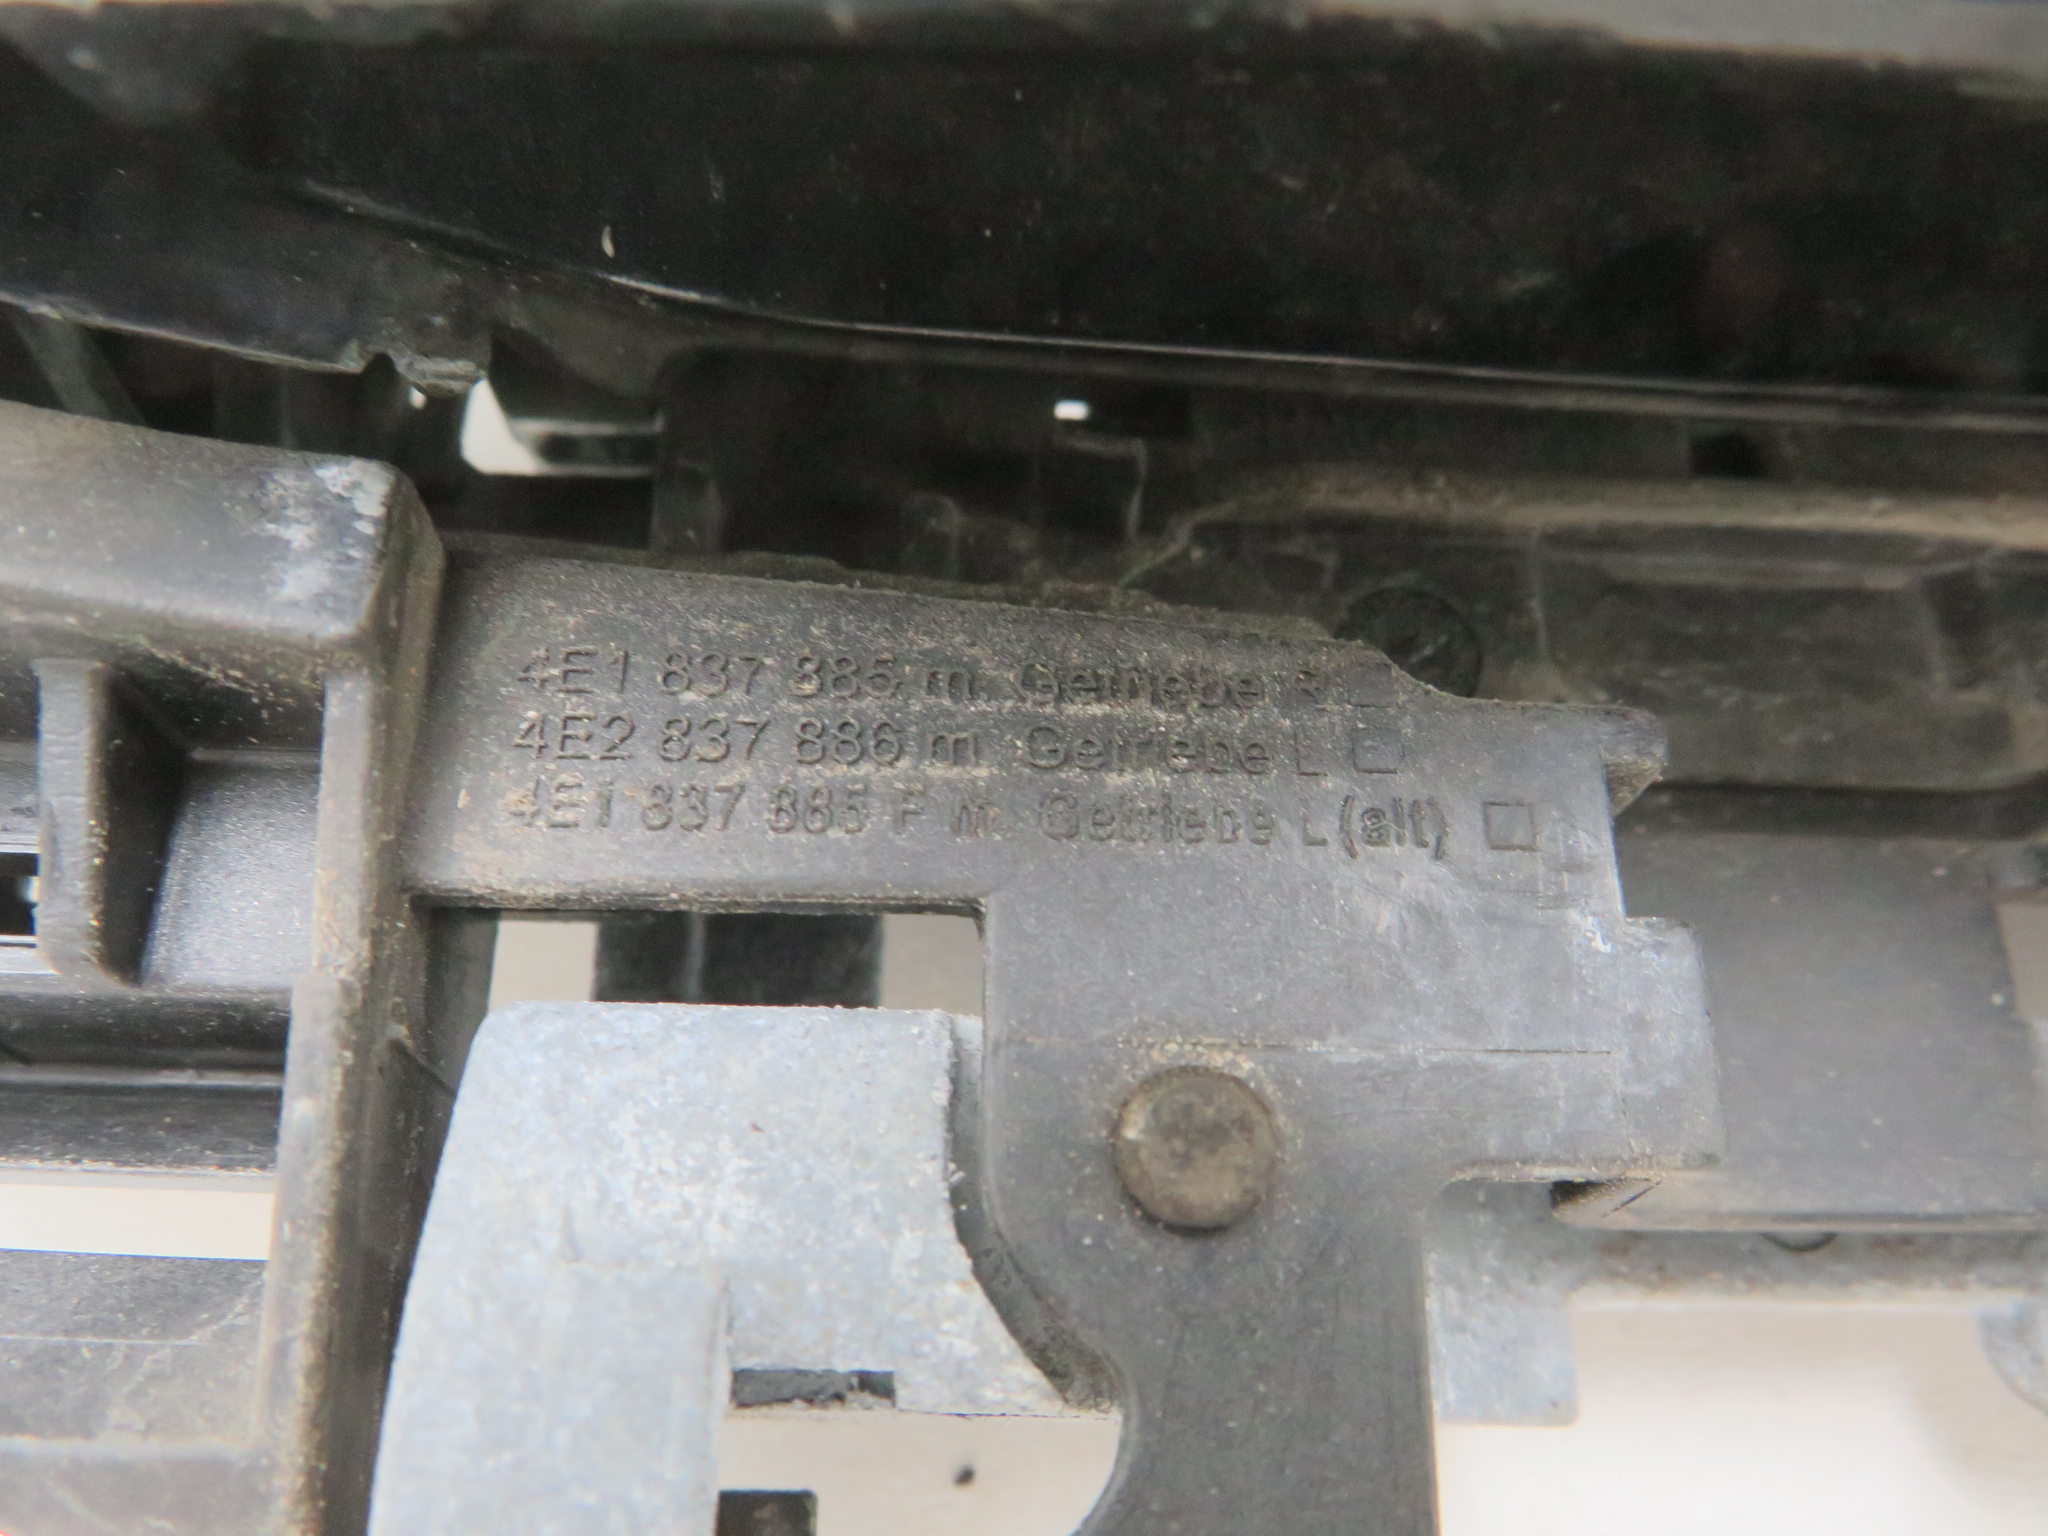 4E1 837 885 m. Getriebe R □
4E2 837 886 m. Getriebe L □
4E1 837 885 F m. Getriebe L (alt) □